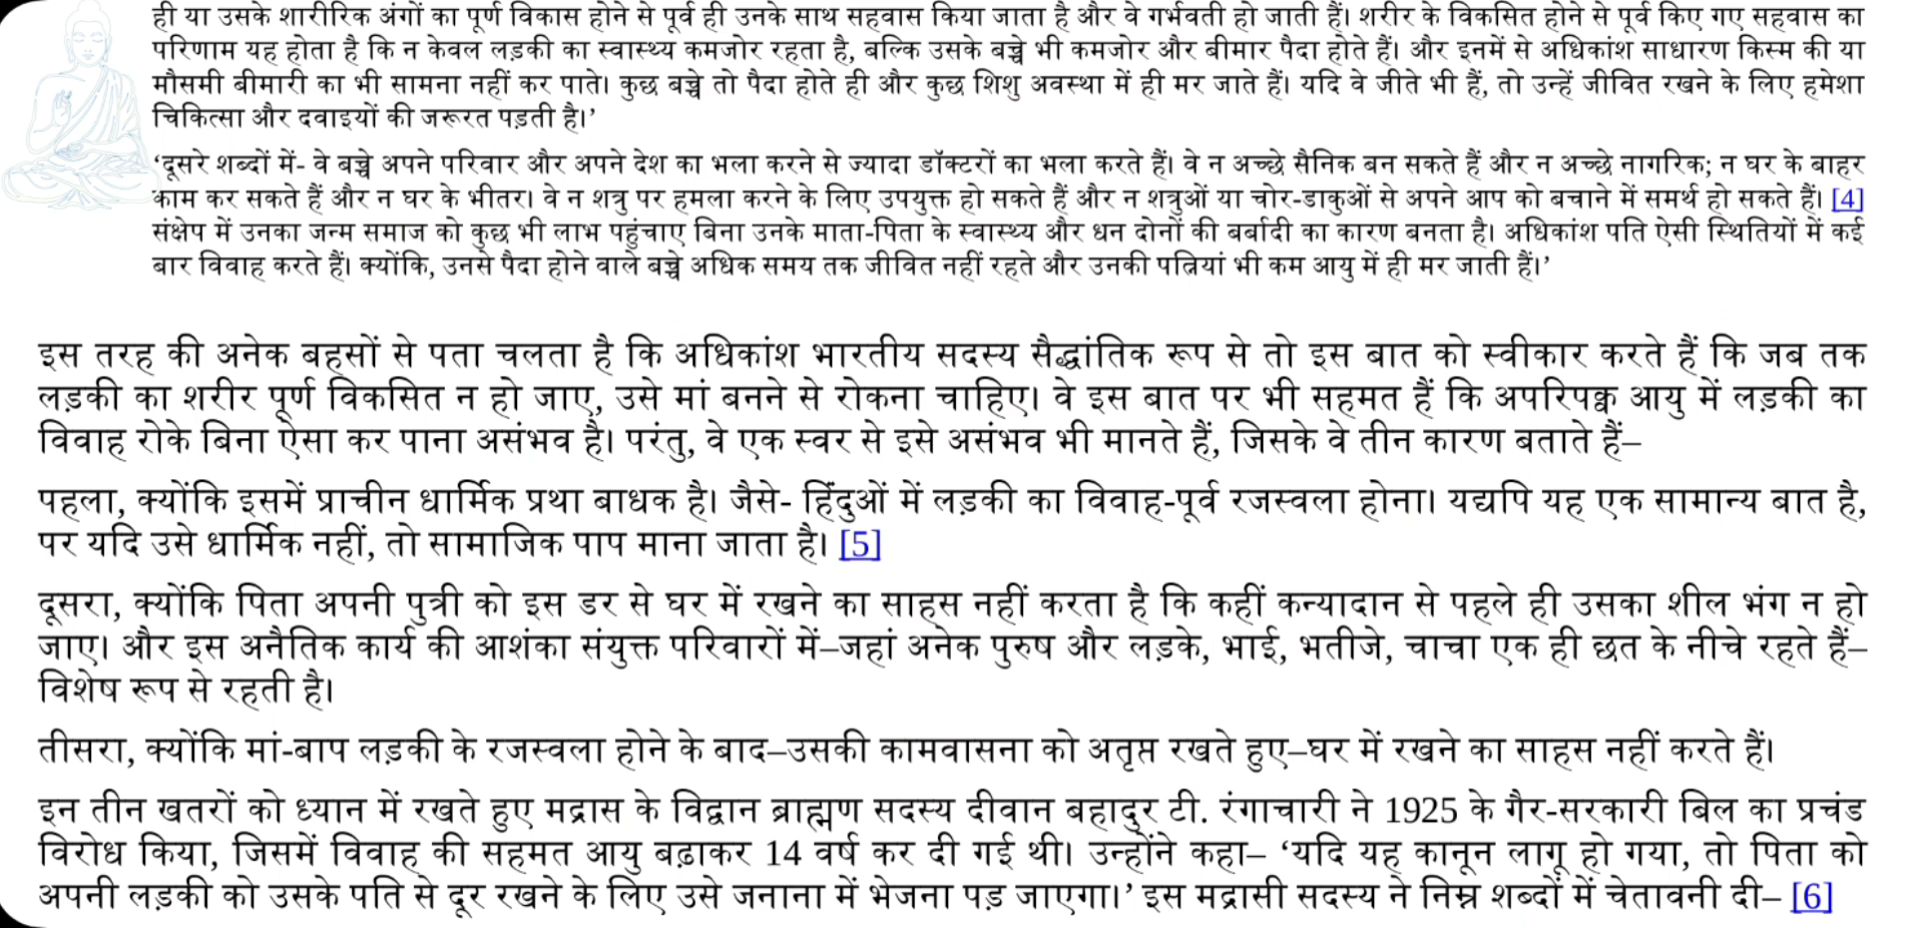 ही या उसके शारीरिक अंगों का पूर्ण विकास होने से पूर्व ही उनके साथ सहवास किया जाता है और वे गर्भवती हो जाती हैं। शरीर के विकसित होने से पूर्व किए गए सहवास का
परिणाम यह होता है कि न केवल लड़की का स्वास्थ्य कमजोर रहता है, बल्कि उसके बच्चे भी कमजोर और बीमार पैदा होते हैं। और इनमें से अधिकांश साधारण किस्म की या
मौसमी बीमारी का भी सामना नहीं कर पाते। कुछ बच्चे तो पैदा होते ही और कुछ शिशु अवस्था में ही मर जाते हैं। यदि वे जीते भी हैं, तो उन्हें जीवित रखने के लिए हमेशा
चिकित्सा और दवाइयों की जरूरत पड़ती है।’
‘दूसरे शब्दों में- वे बच्चे अपने परिवार और अपने देश का भला करने से ज्यादा डॉक्टरों का भला करते हैं। वे न अच्छे सैनिक बन सकते हैं और न अच्छे नागरिक; न घर के बाहर
काम कर सकते हैं और न घर के भीतर। वे न शत्रु पर हमला करने के लिए उपयुक्त हो सकते हैं और न शत्रुओं या चोर-डाकुओं से अपने आप को बचाने में समर्थ हो सकते हैं। [4]
संक्षेप में उनका जन्म समाज को कुछ भी लाभ पहुंचाए बिना उनके माता-पिता के स्वास्थ्य और धन दोनों की बर्बादी का कारण बनता है। अधिकांश पति ऐसी स्थितियों में कई
बार विवाह करते हैं। क्योंकि, उनसे पैदा होने वाले बच्चे अधिक समय तक जीवित नहीं रहते और उनकी पत्नियां भी कम आयु में ही मर जाती हैं।’
इस तरह की अनेक बहसों से पता चलता है कि अधिकांश भारतीय सदस्य सैद्धांतिक रूप से तो इस बात को स्वीकार करते हैं कि जब तक
लड़की का शरीर पूर्ण विकसित न हो जाए, उसे मां बनने से रोकना चाहिए। वे इस बात पर भी सहमत हैं कि अपरिपक्व आयु में लड़की का
विवाह रोके बिना ऐसा कर पाना असंभव है। परंतु, वे एक स्वर से इसे असंभव भी मानते हैं, जिसके वे तीन कारण बताते हैं–
पहला, क्योंकि इसमें प्राचीन धार्मिक प्रथा बाधक है। जैसे- हिंदुओं में लड़की का विवाह-पूर्व रजस्वला होना। यद्यपि यह एक सामान्य बात है,
पर यदि उसे धार्मिक नहीं, तो सामाजिक पाप माना जाता है। [5]
दूसरा, क्योंकि पिता अपनी पुत्री को इस डर से घर में रखने का साहस नहीं करता है कि कहीं कन्यादान से पहले ही उसका शील भंग न हो
जाए। और इस अनैतिक कार्य की आशंका संयुक्त परिवारों में–जहां अनेक पुरुष और लड़के, भाई, भतीजे, चाचा एक ही छत के नीचे रहते हैं–
विशेष रूप से रहती है।
तीसरा, क्योंकि मां-बाप लड़की के रजस्वला होने के बाद–उसकी कामवासना को अतृप्त रखते हुए–घर में रखने का साहस नहीं करते हैं।
इन तीन खतरों को ध्यान में रखते हुए मद्रास के विद्वान ब्राह्मण सदस्य दीवान बहादुर टी. रंगाचारी ने 1925 के गैर-सरकारी बिल का प्रचंड
विरोध किया, जिसमें विवाह की सहमत आयु बढ़ाकर 14 वर्ष कर दी गई थी। उन्होंने कहा– ‘यदि यह कानून लागू हो गया, तो पिता को
अपनी लड़की को उसके पति से दूर रखने के लिए उसे जनाना में भेजना पड़ जाएगा।’ इस मद्रासी सदस्य ने निम्न शब्दों में चेतावनी दी– [6]